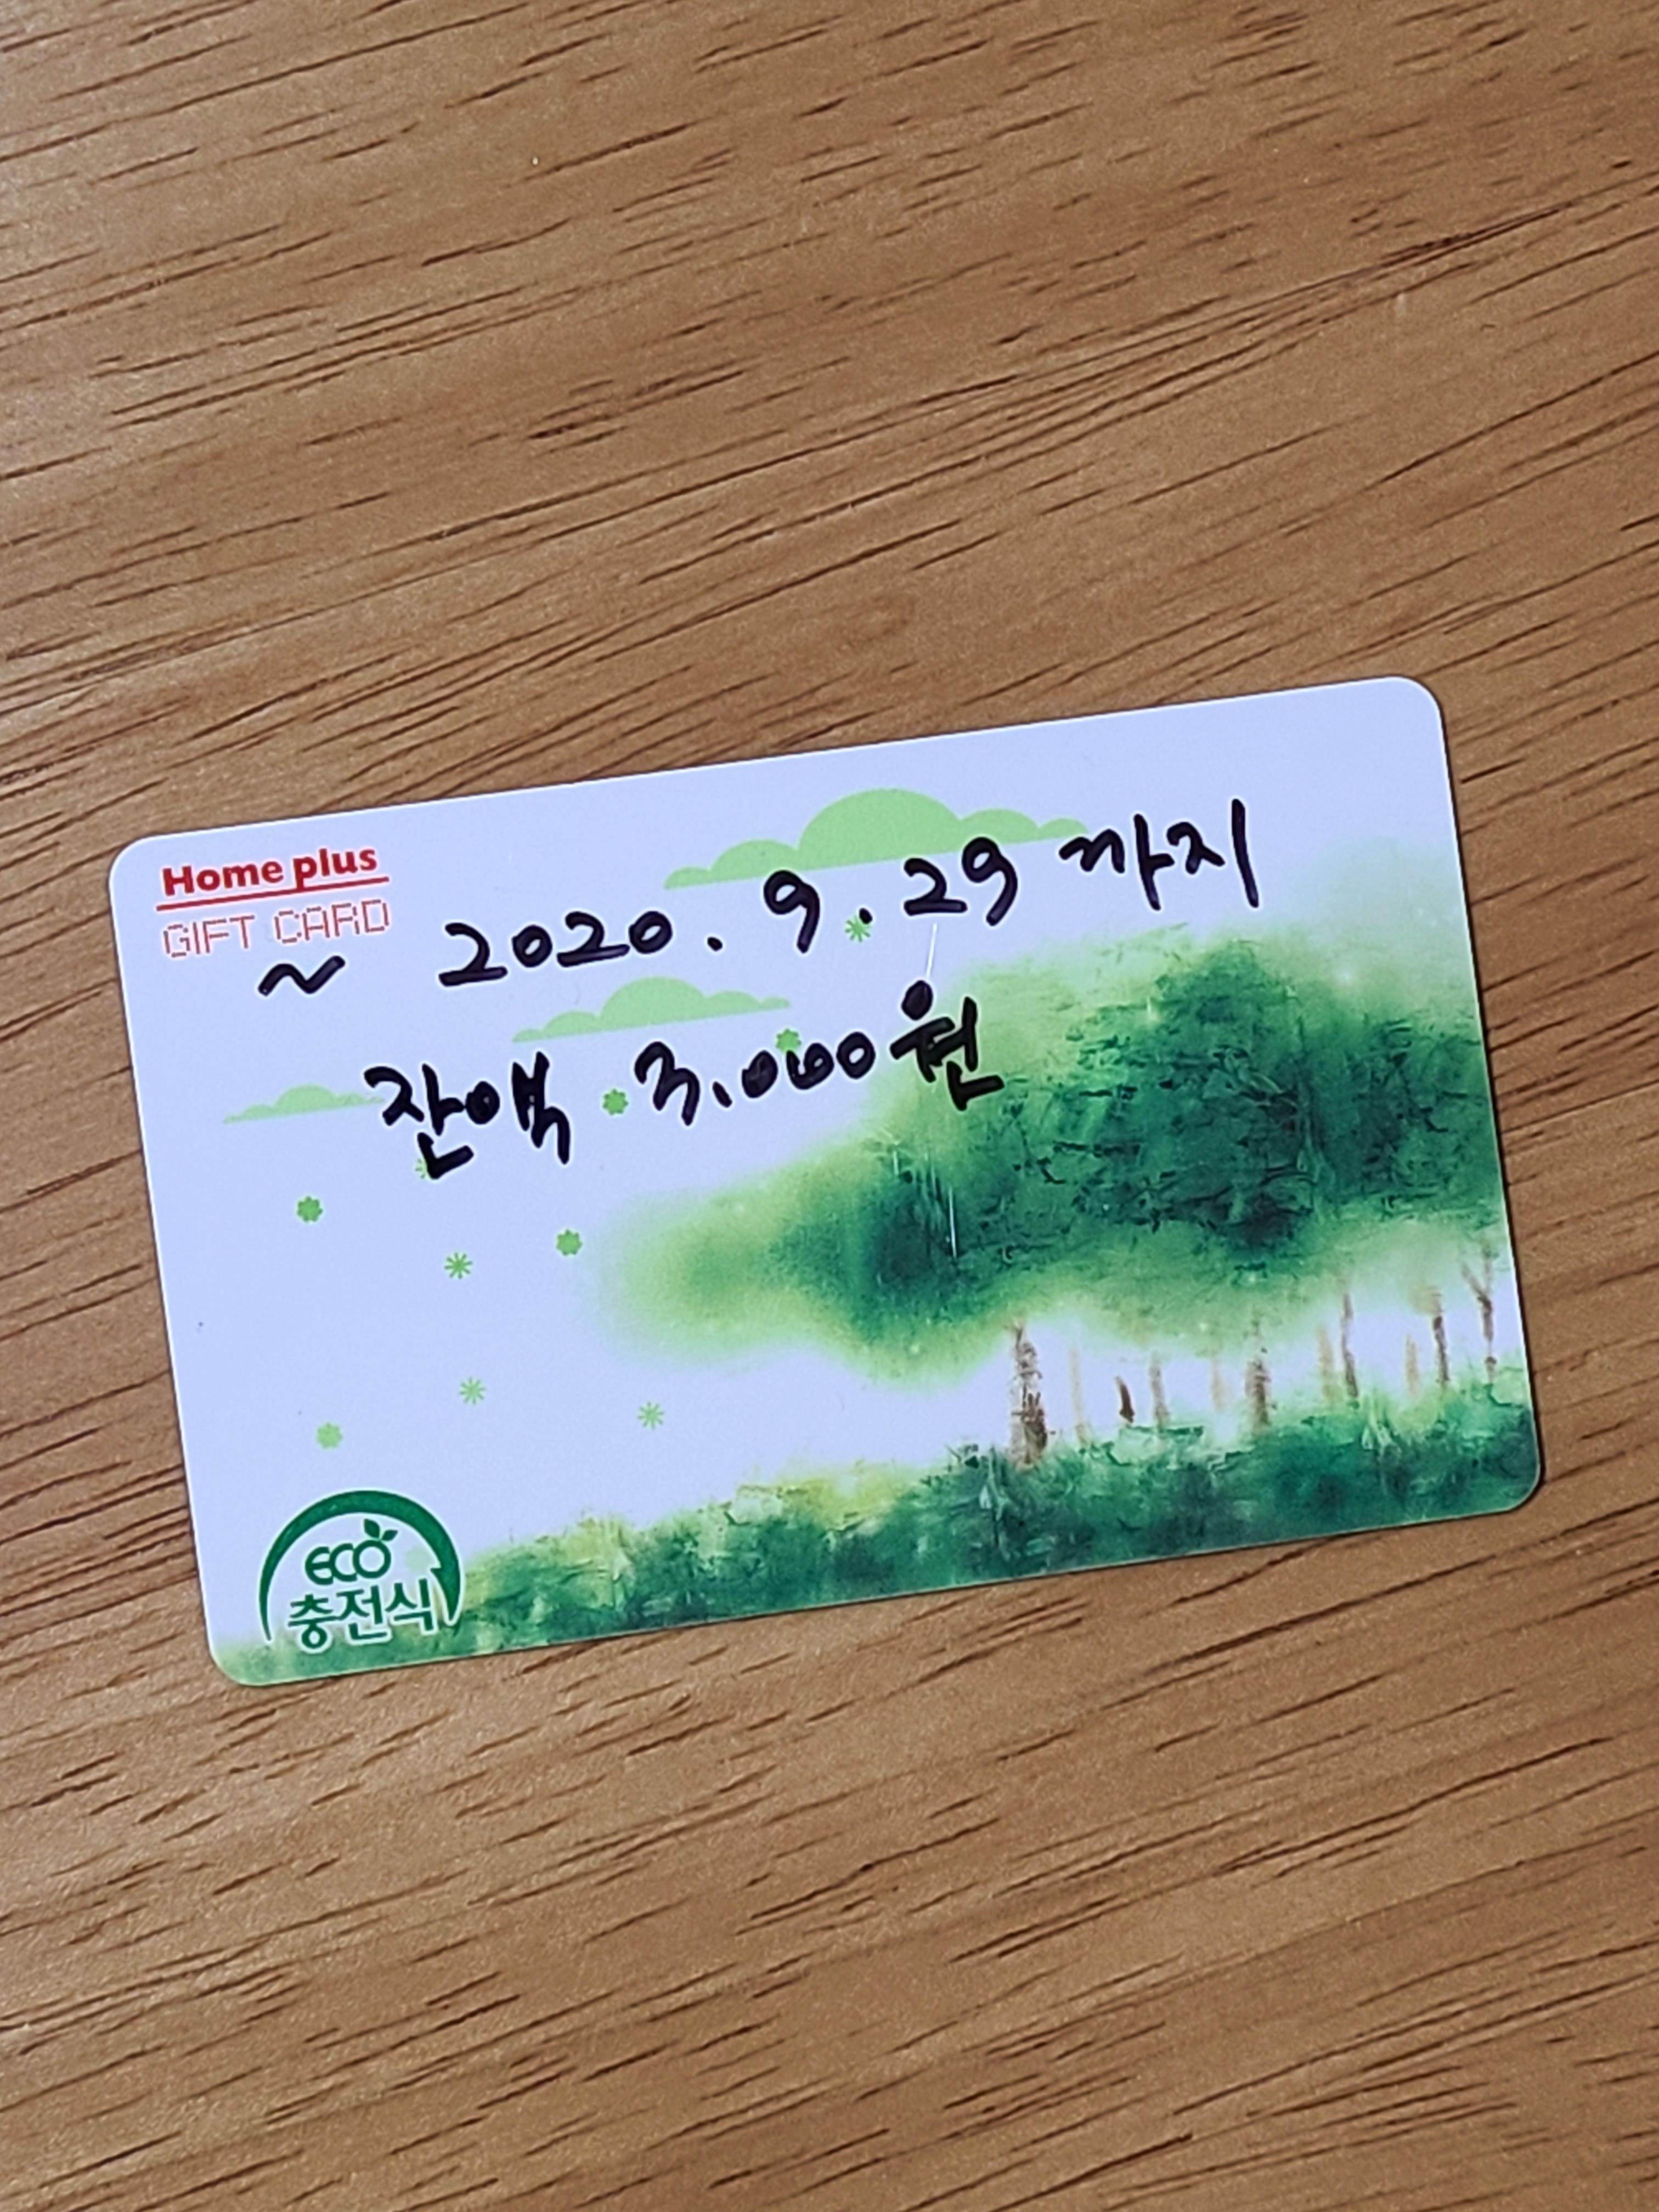 Home plus
GIFT CARD
~ 2020. 9. 29 까지
잔액 3,000원
eco
충전식